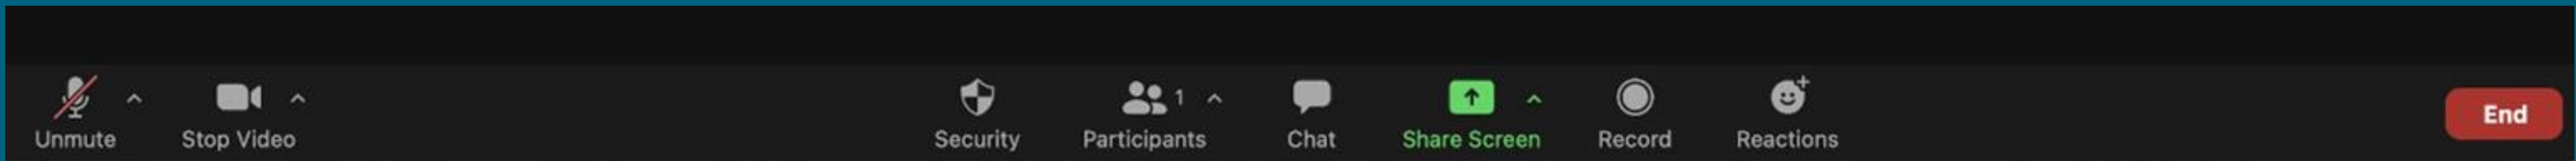 1
Unmute
Stop Video
Security
Participants
Chat
Share Screen
Record
Reactions
End